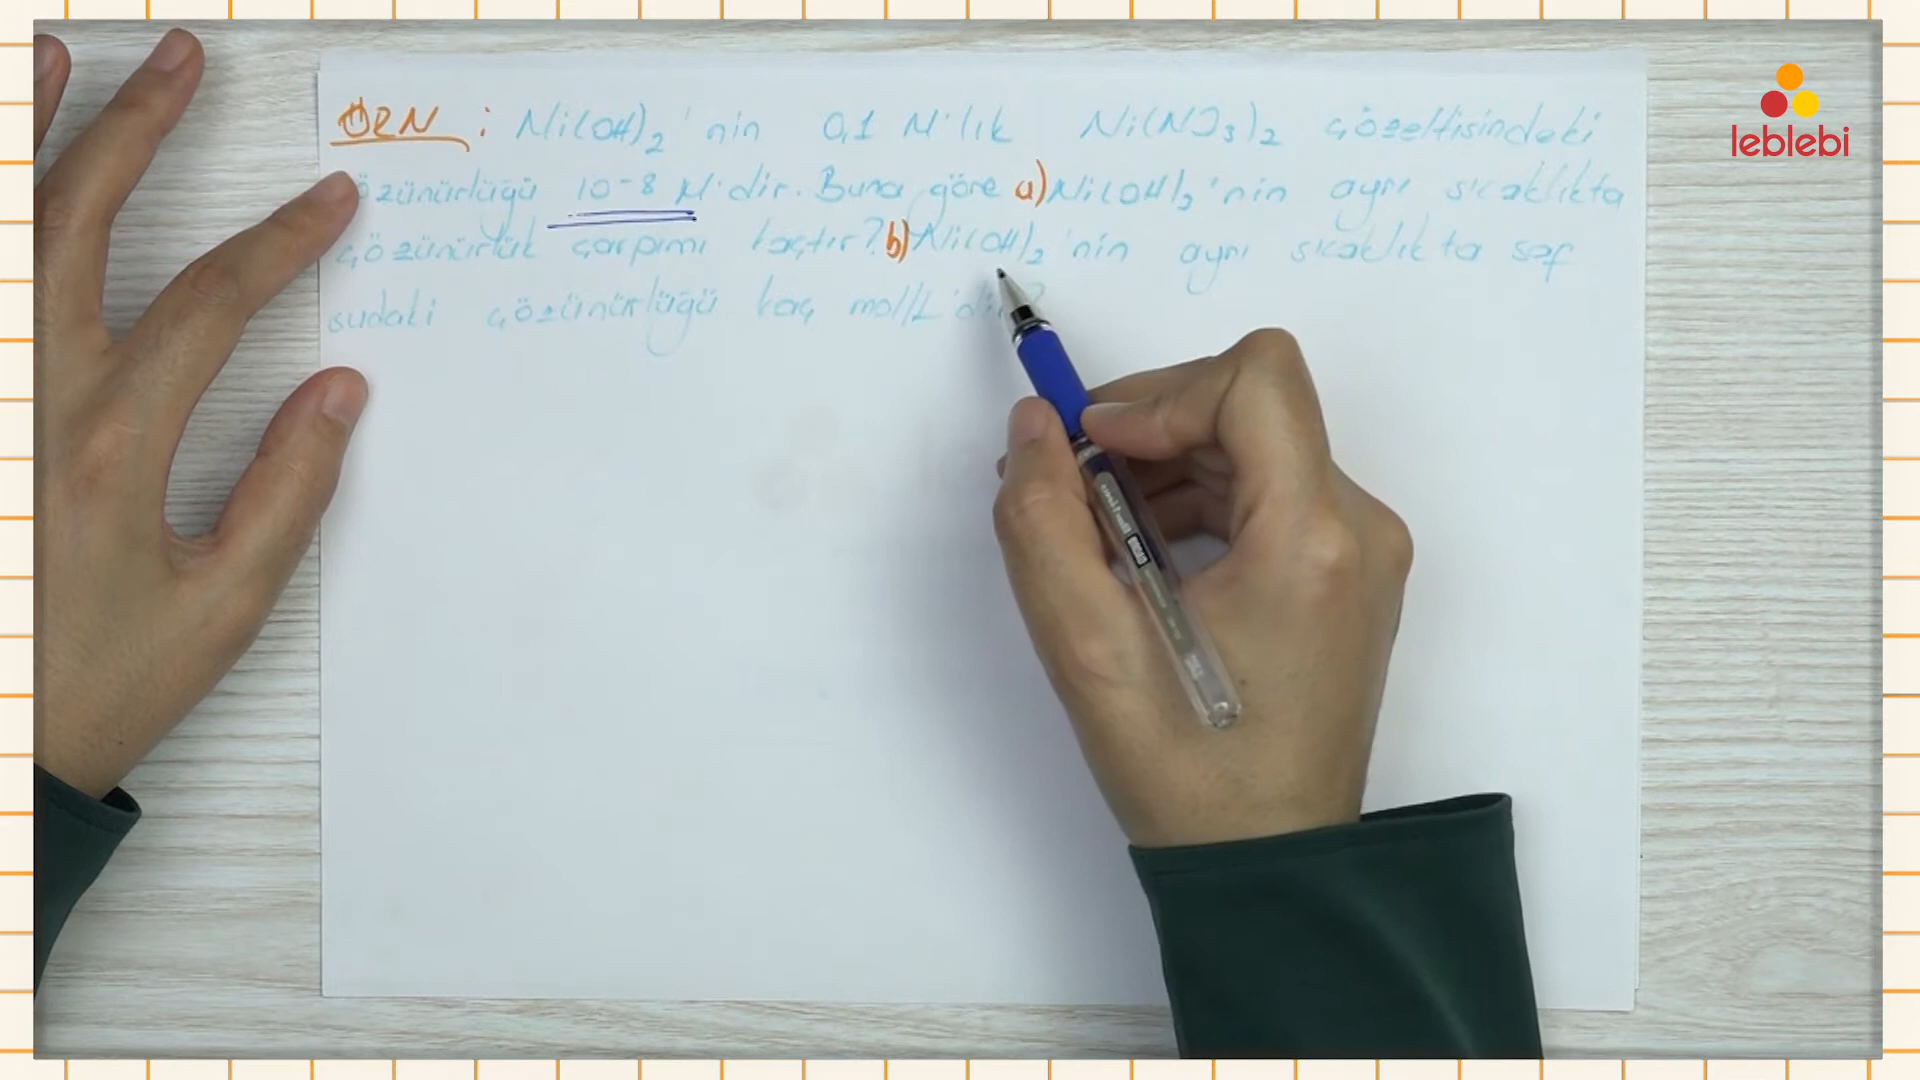 ÖRN : Ni(OH)2'nin 0,1 M'lık Ni(NO3)2 çözeltisindeki
özünürlüğü 10-8 M'dir. Buna göre a) Ni(OH)2'nin aynı sıcaklıkta
çözünürlük çarpımı kaçtır? b) Ni(OH)2'nin aynı sıcaklıkta saf
sudaki çözünürlüğü kaç mol/L'dir?
leblebi